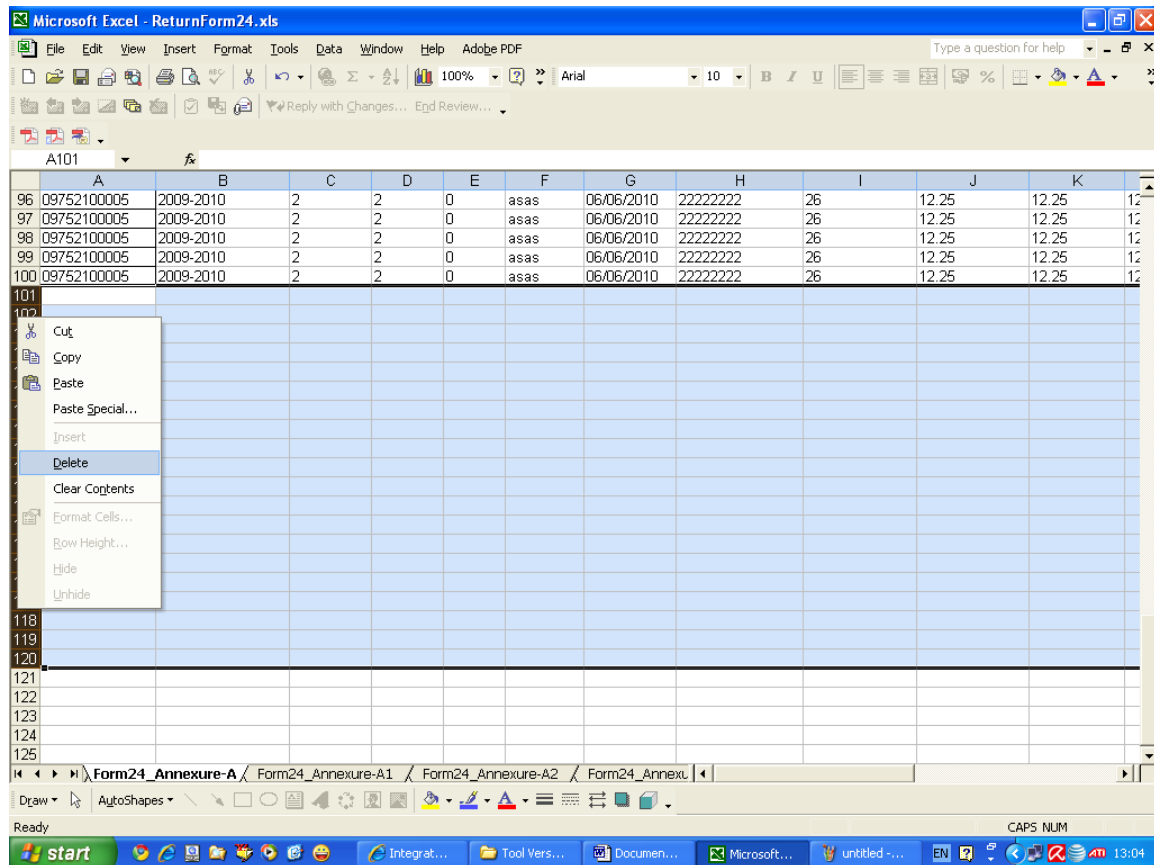 Microsoft Excel - ReturnForm24.xls
File Edit View Insert Format Tools Data Window Help Adobe PDF Type a question for help
100% Arial 10 B I U %
Reply with Changes... End Review...
A101 fx
A B C D E F G H I J K
96 09752100005 2009-2010 2 2 0 asas 06/06/2010 22222222 26 12.25 12.25 12
97 09752100005 2009-2010 2 2 0 asas 06/06/2010 22222222 26 12.25 12.25 12
98 09752100005 2009-2010 2 2 0 asas 06/06/2010 22222222 26 12.25 12.25 12
99 09752100005 2009-2010 2 2 0 asas 06/06/2010 22222222 26 12.25 12.25 12
100 09752100005 2009-2010 2 2 0 asas 06/06/2010 22222222 26 12.25 12.25 12
101
102
Cut
Copy
Paste
Paste Special...
Insert
Delete
Clear Contents
Format Cells...
Row Height...
Hide
Unhide
118
119
120
121
122
123
124
125
Form24_Annexure-A Form24_Annexure-A1 Form24_Annexure-A2 Form24_Annexu
Draw AutoShapes
Ready CAPS NUM
start Integrat... Tool Vers... Documen... Microsoft... untitled -... EN 13:04